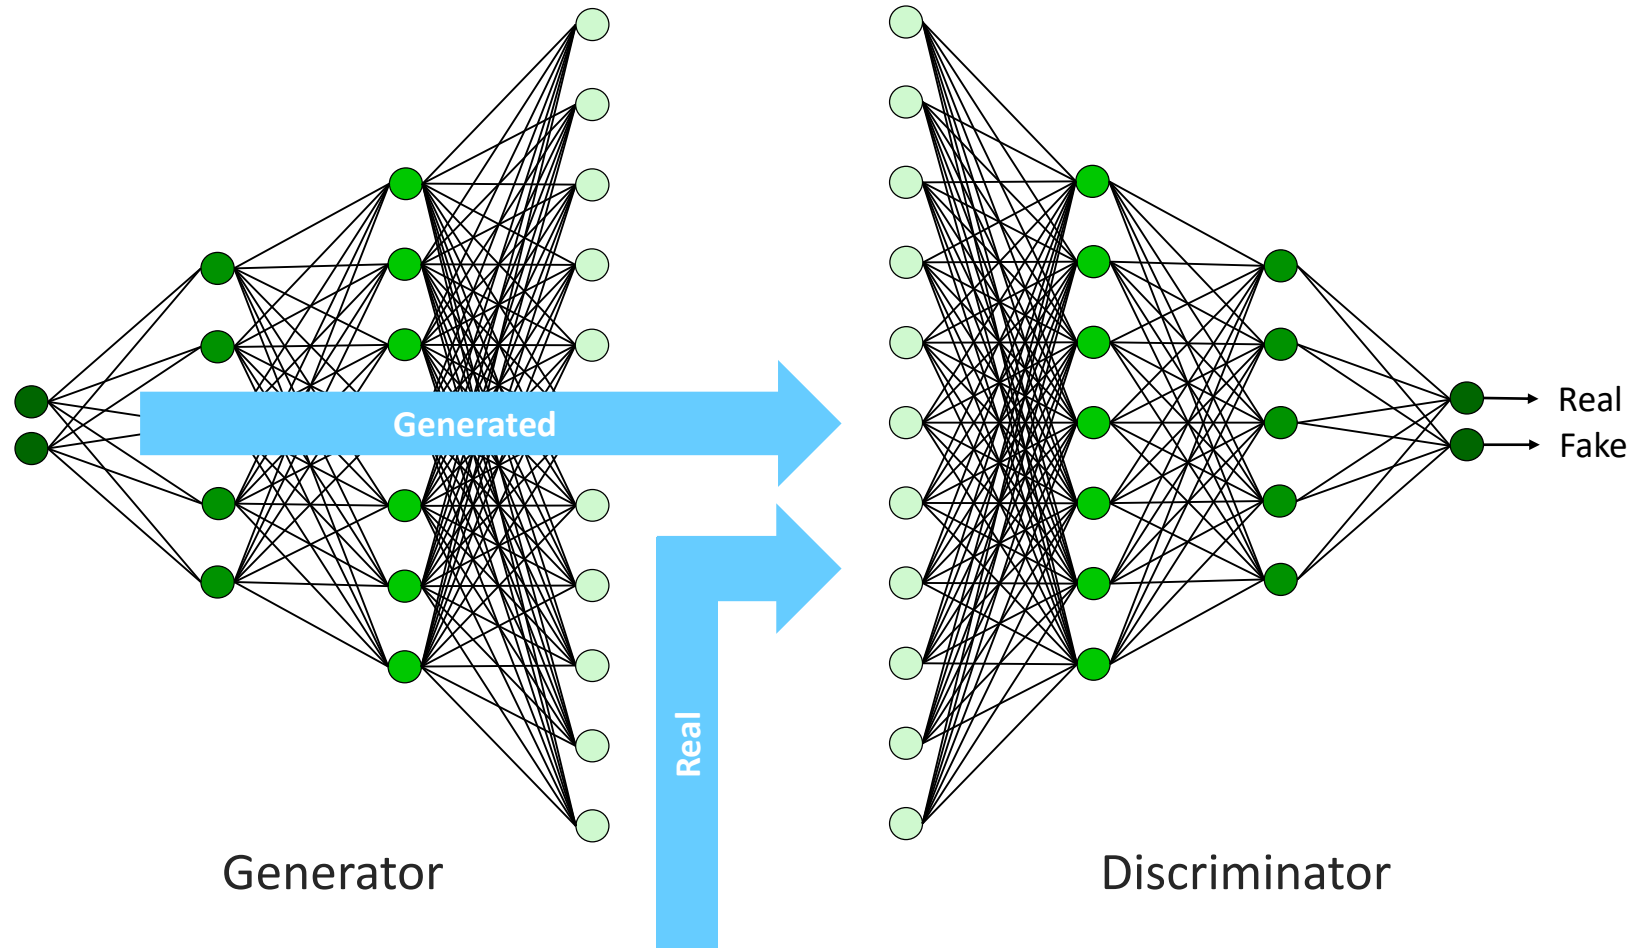 Generated
Real
Real
Fake
Generator
Discriminator